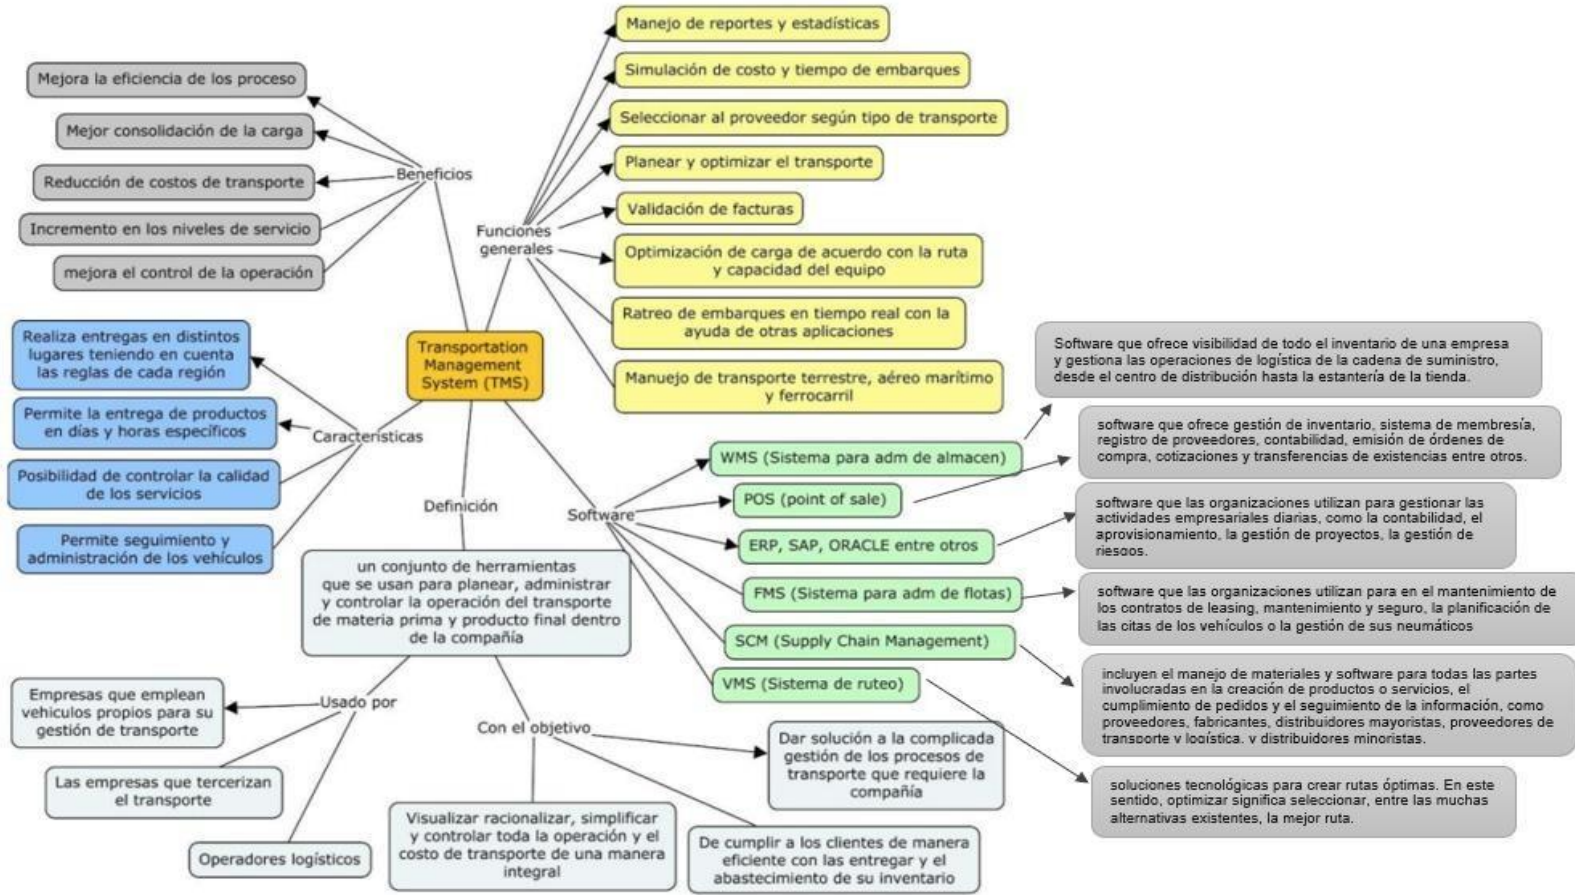 Manejo de reportes y estadísticas
Simulación de costo y tiempo de embarques
Seleccionar al proveedor según tipo de transporte
Planear y optimizar el transporte
Validación de facturas
Optimización de carga de acuerdo con la ruta
y capacidad del equipo
Ratreo de embarques en tiempo real con la
ayuda de otras aplicaciones
Manuejo de transporte terrestre, aéreo marítimo
y ferrocarril
Funciones
generales
Mejora la eficiencia de los proceso
Mejor consolidación de la carga
Reducción de costos de transporte
Incremento en los niveles de servicio
mejora el control de la operación
Beneficios
Transportation
Management
System (TMS)
Realiza entregas en distintos
lugares teniendo en cuenta
las reglas de cada región
Permite la entrega de productos
en días y horas específicos
Posibilidad de controlar la calidad
de los servicios
Permite seguimiento y
administración de los vehículos
Caracteristicas
Definición
un conjunto de herramientas
que se usan para planear, administrar
y controlar la operación del transporte
de materia prima y producto final dentro
de la compañía
Usado por
Empresas que emplean
vehiculos propios para su
gestión de transporte
Las empresas que tercerizan
el transporte
Operadores logísticos
Con el objetivo
Visualizar racionalizar, simplificar
y controlar toda la operación y el
costo de transporte de una manera
integral
De cumplir a los clientes de manera
eficiente con las entregar y el
abastecimiento de su inventario
Dar solución a la complicada
gestión de los procesos de
transporte que requiere la
compañía
Software
WMS (Sistema para adm de almacen)
POS (point of sale)
ERP, SAP, ORACLE entre otros
FMS (Sistema para adm de flotas)
SCM (Supply Chain Management)
VMS (Sistema de ruteo)
Software que ofrece visibilidad de todo el inventario de una empresa
y gestiona las operaciones de logística de la cadena de suministro,
desde el centro de distribución hasta la estantería de la tienda.
software que ofrece gestión de inventario, sistema de membresía,
registro de proveedores, contabilidad, emisión de órdenes de
compra, cotizaciones y transferencias de existencias entre otros.
software que las organizaciones utilizan para gestionar las
actividades empresariales diarias, como la contabilidad, el
aprovisionamiento, la gestión de proyectos, la gestión de
riesgos.
software que las organizaciones utilizan para en el mantenimiento de
los contratos de leasing, mantenimiento y seguro, la planificación de
las citas de los vehículos o la gestión de sus neumáticos
incluyen el manejo de materiales y software para todas las partes
involucradas en la creación de productos o servicios, el
cumplimiento de pedidos y el seguimiento de la información, como
proveedores, fabricantes, distribuidores mayoristas, proveedores de
transporte y logística, y distribuidores minoristas.
soluciones tecnológicas para crear rutas óptimas. En este
sentido, optimizar significa seleccionar, entre las muchas
alternativas existentes, la mejor ruta.